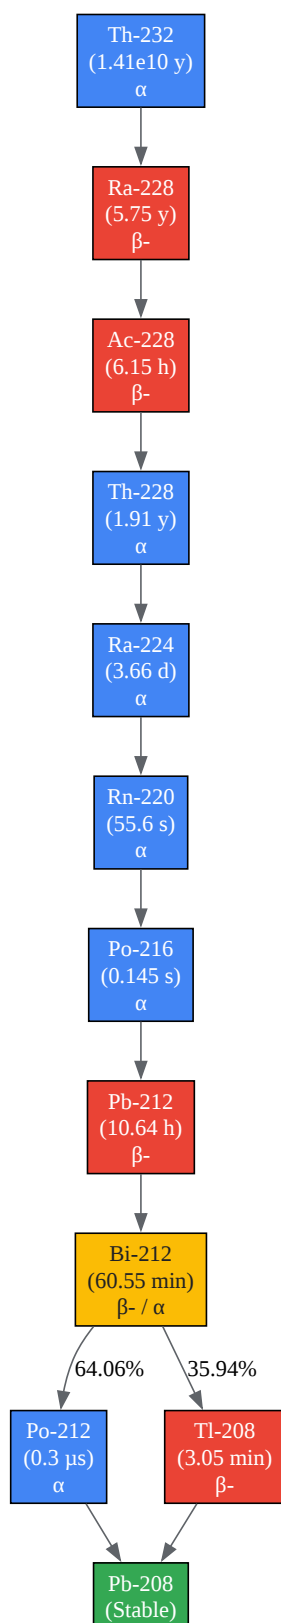 Th-232
(1.41e10 y)
α
Ra-228
(5.75 y)
β-
Ac-228
(6.15 h)
β-
Th-228
(1.91 y)
α
Ra-224
(3.66 d)
α
Rn-220
(55.6 s)
α
Po-216
(0.145 s)
α
Pb-212
(10.64 h)
β-
Bi-212
(60.55 min)
β- / α
64.06%
35.94%
Po-212
(0.3 µs)
α
Tl-208
(3.05 min)
β-
Pb-208
(Stable)